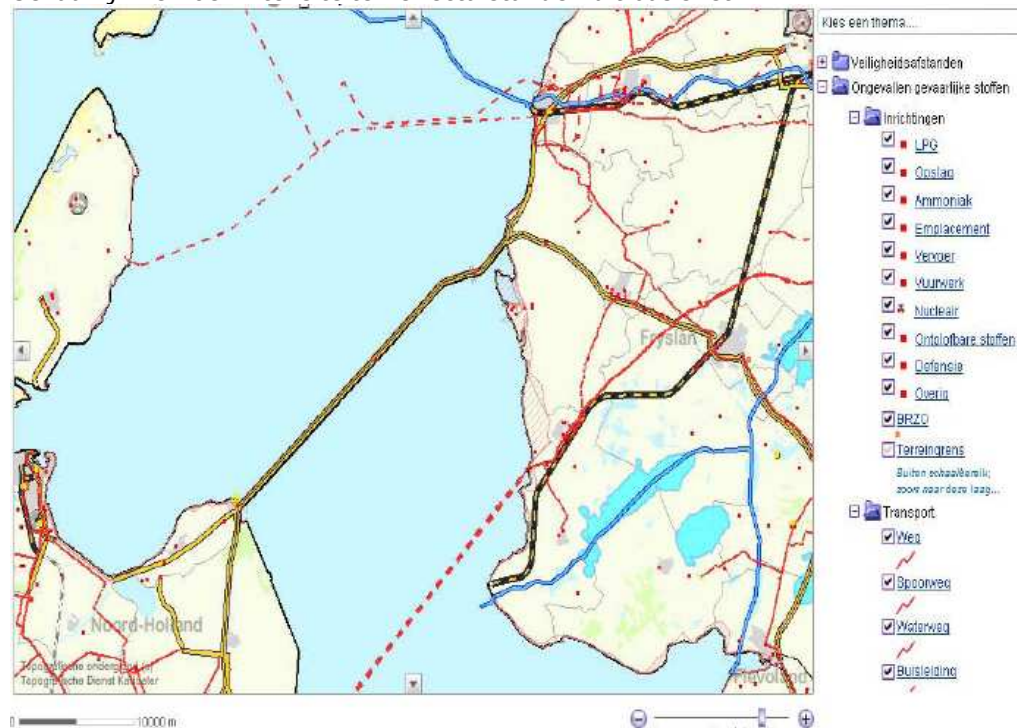 Kies een thema....
Veiligheidsafstanden
Ongevallen gevaarlijke stoffen
Inrichtingen
LPG
Opslag
Ammoniak
Emplacement
Vervoer
Vuurwerk
Nucleair
Ontplofbare stoffen
Defensie
Overig
BRZO
Terreingrens
Buiten schaalbereik;
zoom naar deze laag...
Transport
Weg
Spoorweg
Waterweg
Buisleiding
Fryslân
Noord-Holland
Flevoland
Topografische ondergrond (c)
Topografische Dienst Kadaster
0 10000 m